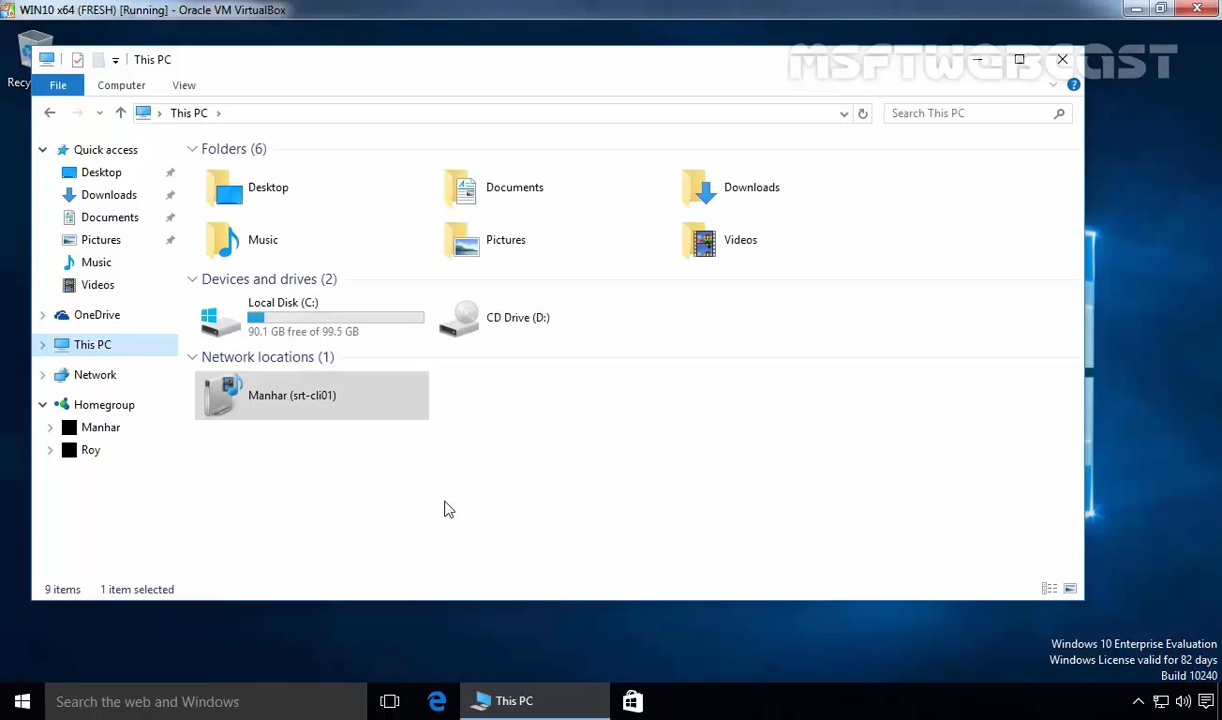 WIN10 x64 (FRESH) [Running] - Oracle VM VirtualBox
This PC
MSFTWEBCAST
File Computer View
This PC
Search This PC
Quick access
Desktop
Downloads
Documents
Pictures
Music
Videos
OneDrive
This PC
Network
Homegroup
Manhar
Roy
Folders (6)
Desktop
Documents
Downloads
Music
Pictures
Videos
Devices and drives (2)
Local Disk (C:)
90.1 GB free of 99.5 GB
CD Drive (D:)
Network locations (1)
Manhar (srt-cli01)
9 items 1 item selected
Recy
Windows 10 Enterprise Evaluation
Windows License valid for 82 days
Build 10240
Search the web and Windows
This PC